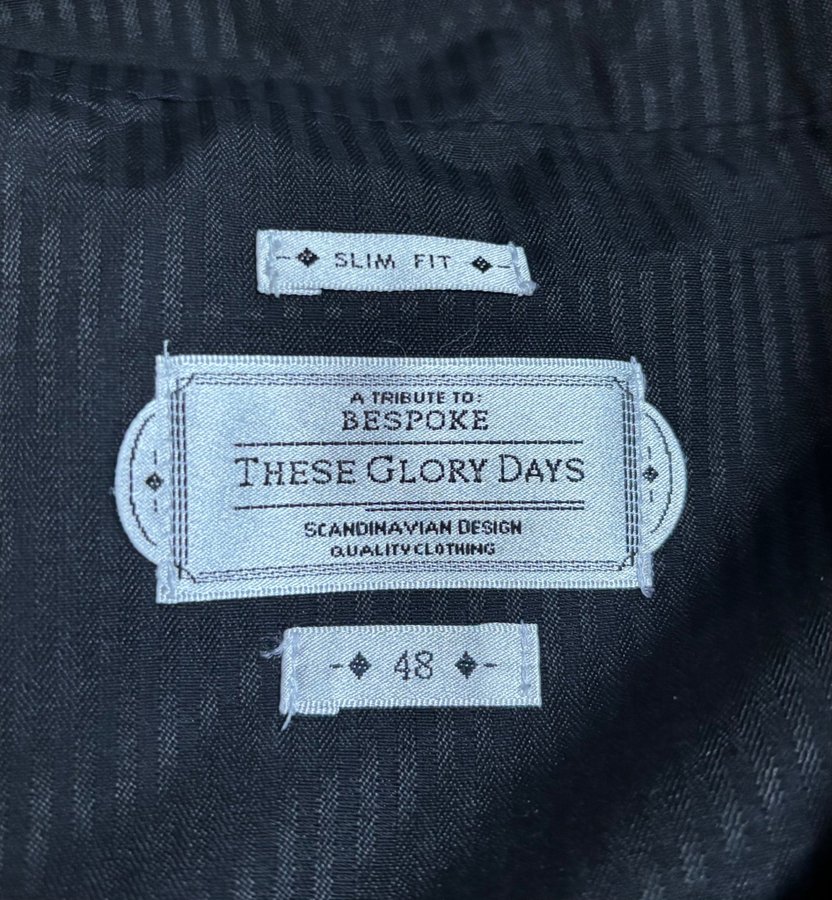 SLIM FIT
A TRIBUTE TO:
BESPOKE
THESE GLORY DAYS
SCANDINAVIAN DESIGN
QUALITY CLOTHING
48